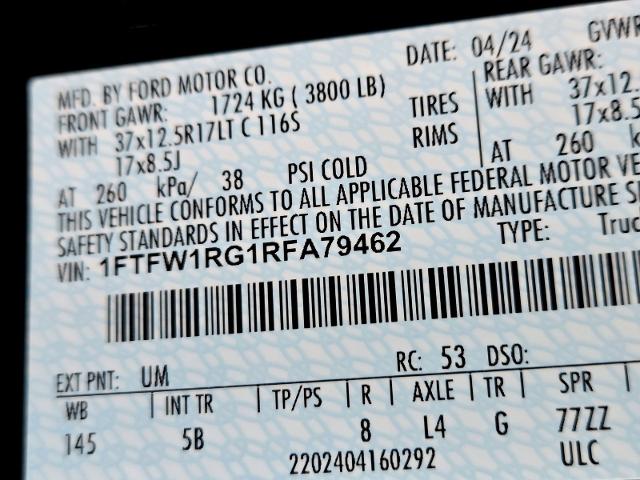 DATE: 04/24 GVWR
MFD. BY FORD MOTOR CO.
FRONT GAWR: 1724 KG ( 3800 LB) REAR GAWR:
WITH 37x12.5R17LT C 116S TIRES WITH 37x12.
17x8.5J RIMS 17x8.5
AT 260 kPa/ 38 PSI COLD AT 260 k
THIS VEHICLE CONFORMS TO ALL APPLICABLE FEDERAL MOTOR VE
SAFETY STANDARDS IN EFFECT ON THE DATE OF MANUFACTURE S
VIN: 1FTFW1RG1RFA79462 TYPE: Truc
EXT PNT: UM RC: 53 DSO:
WB INT TR TP/PS R AXLE TR SPR
145 5B 8 L4 G 77ZZ
2202404160292 ULC